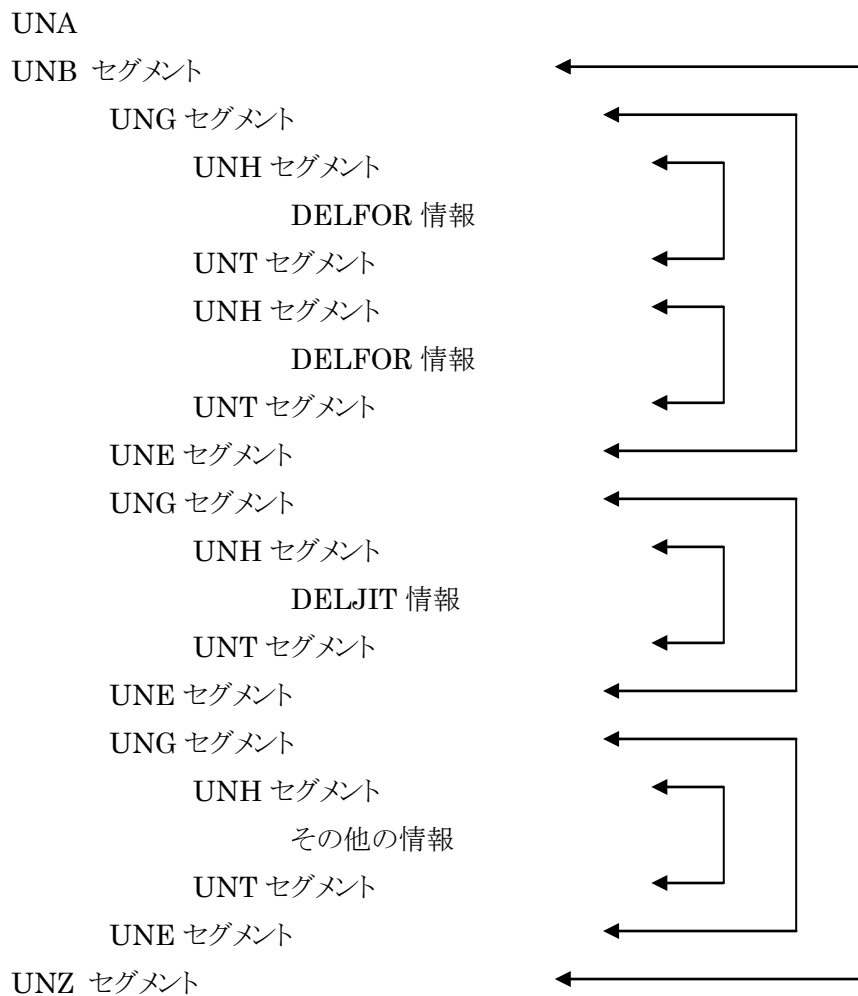 UNA
UNB セグメント
UNG セグメント
UNH セグメント
DELFOR 情報
UNT セグメント
UNH セグメント
DELFOR 情報
UNT セグメント
UNE セグメント
UNG セグメント
UNH セグメント
DELJIT 情報
UNT セグメント
UNE セグメント
UNG セグメント
UNH セグメント
その他の情報
UNT セグメント
UNE セグメント
UNZ セグメント